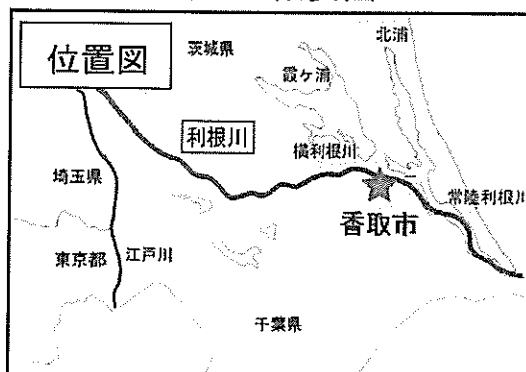 位置図
茨城県
北浦
霞ヶ浦
利根川
横利根川
埼玉県
常陸利根川
香取市
東京都
江戸川
千葉県